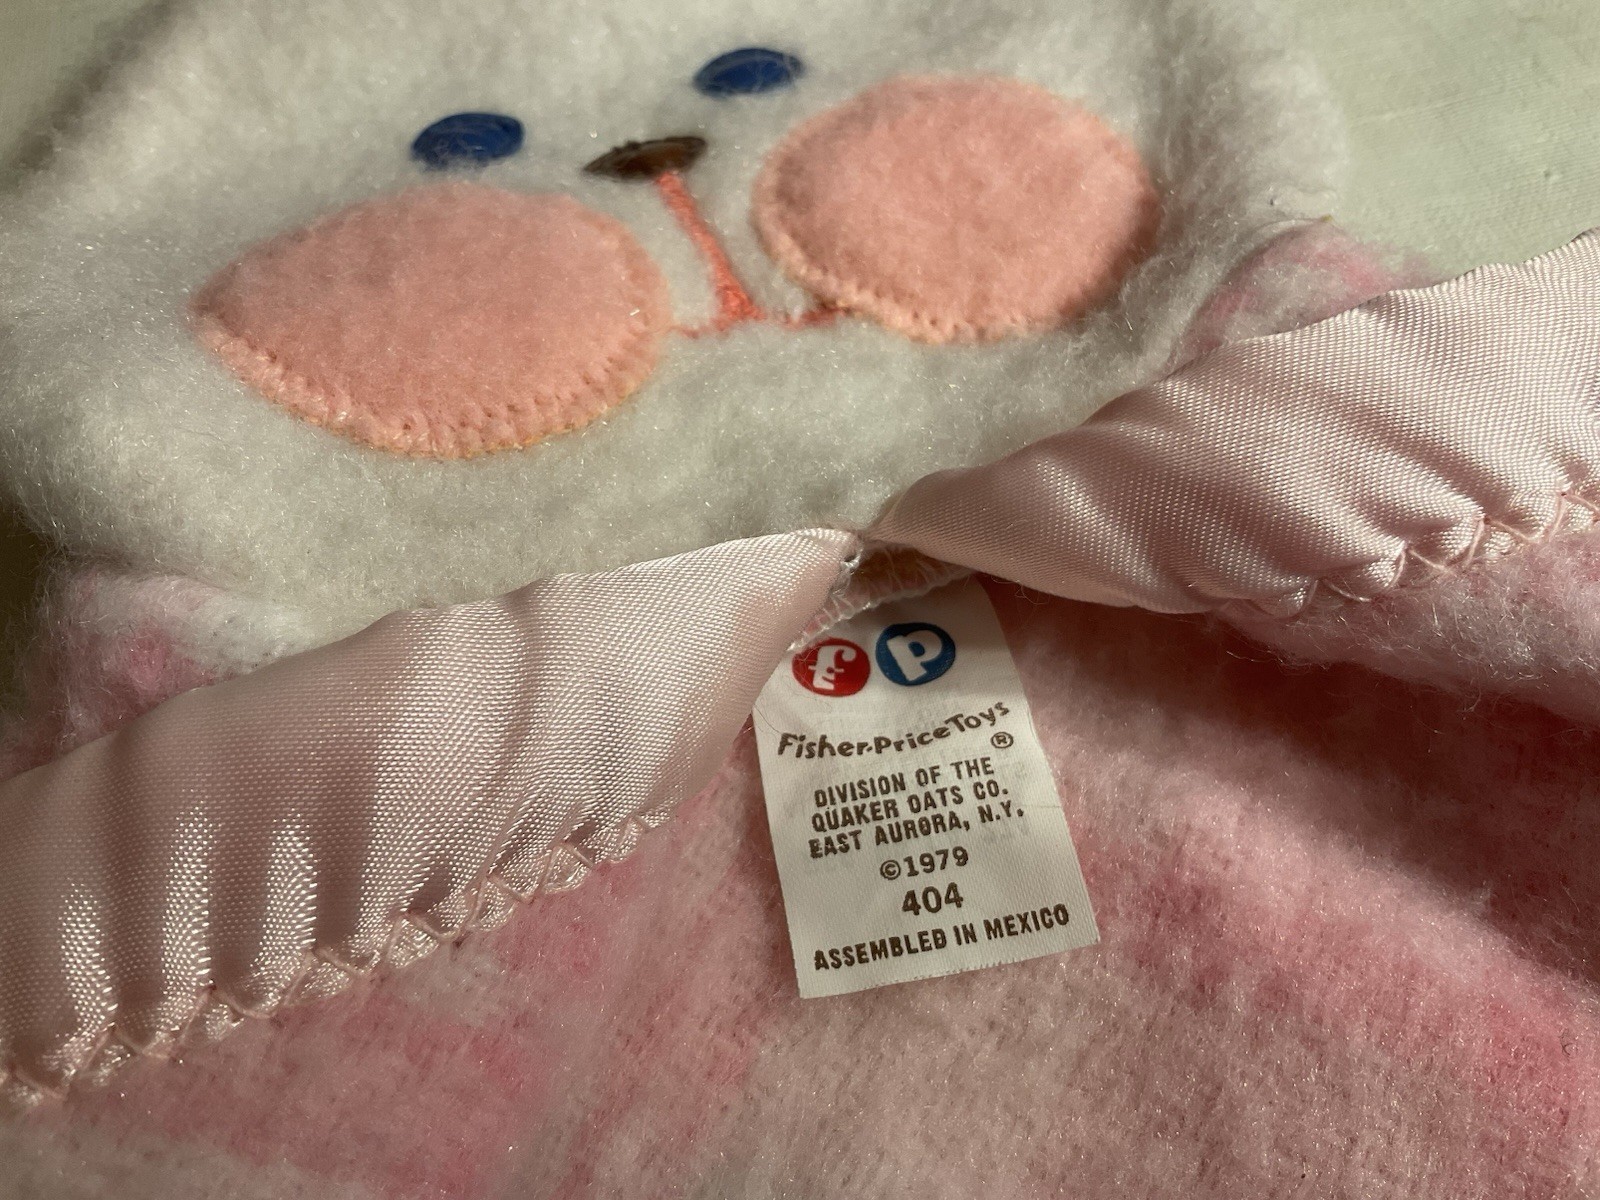 f p
Fisher-Price Toys
®
DIVISION OF THE
QUAKER OATS CO.
EAST AURORA, N.Y.
©1979
404
ASSEMBLED IN MEXICO